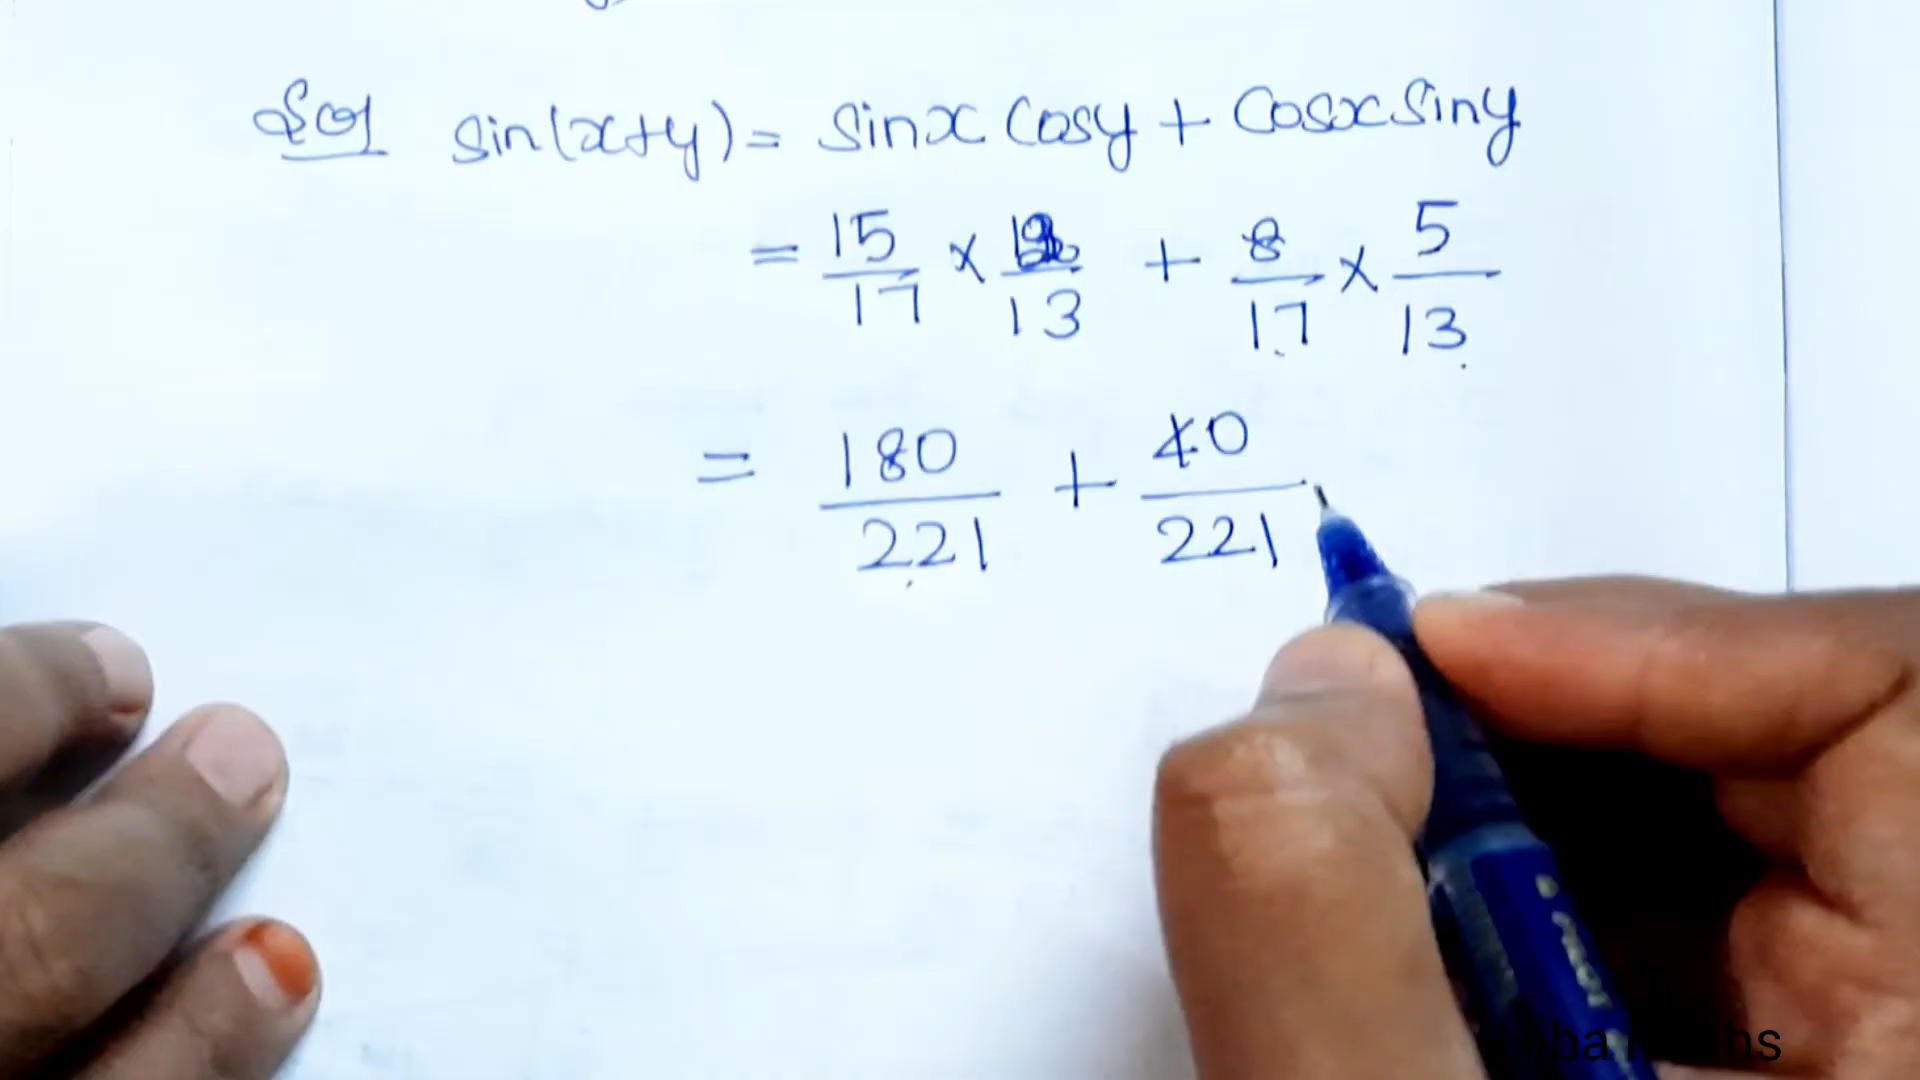 Sol sin(x+y) = sinx cosy + cosx siny
= 15/17 × 12/13 + 8/17 × 5/13
= 180/221 + 40/221